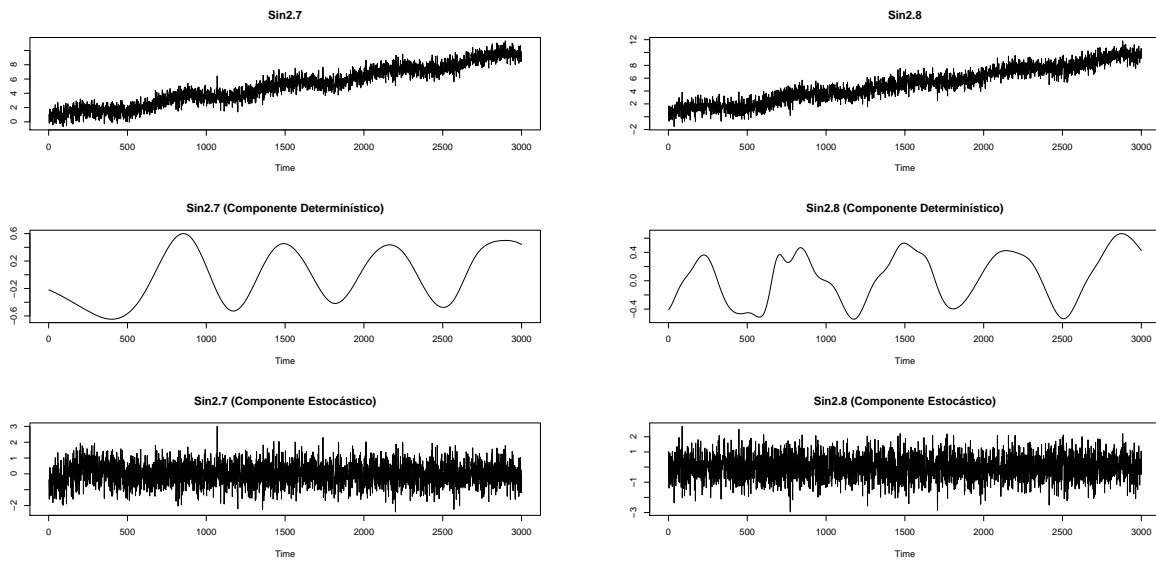 Sin2.7
0 2 4 6 8
0 500 1000 1500 2000 2500 3000
Time
Sin2.8
−2 2 4 6 8 12
0 500 1000 1500 2000 2500 3000
Time
Sin2.7 (Componente Determinístico)
−0.6 −0.2 0.2 0.6
0 500 1000 1500 2000 2500 3000
Time
Sin2.8 (Componente Determinístico)
−0.4 0.0 0.4
0 500 1000 1500 2000 2500 3000
Time
Sin2.7 (Componente Estocástico)
−2 0 1 2 3
0 500 1000 1500 2000 2500 3000
Time
Sin2.8 (Componente Estocástico)
−3 −1 1 2
0 500 1000 1500 2000 2500 3000
Time